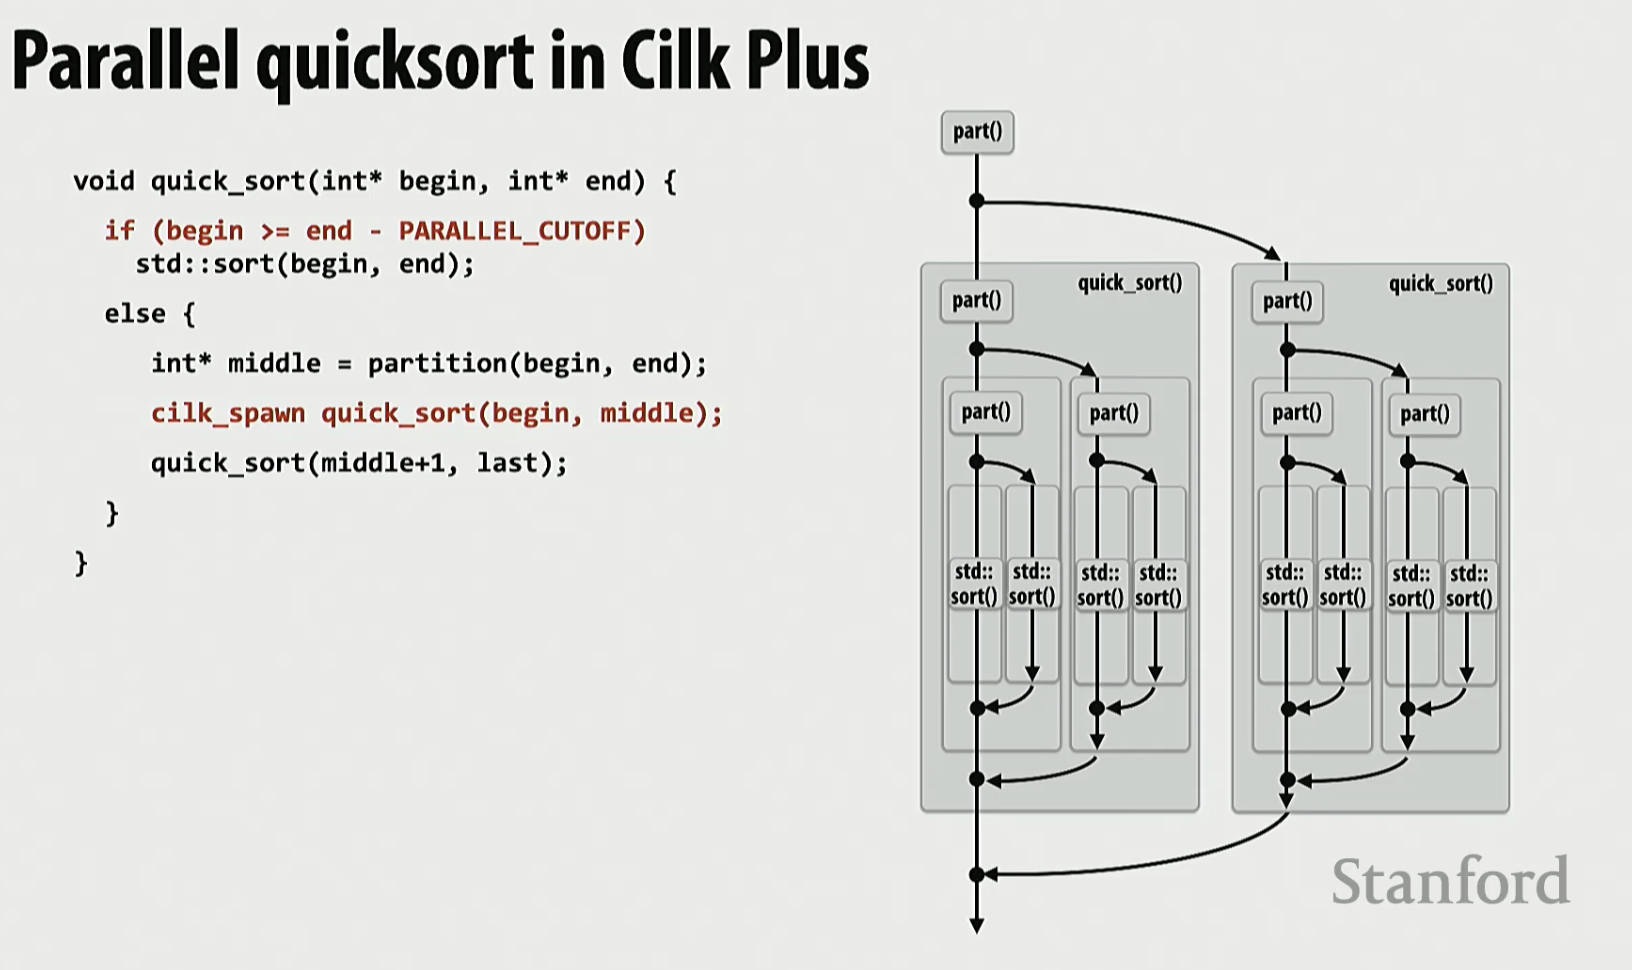 Parallel quicksort in Cilk Plus
void quick_sort(int* begin, int* end) {
if (begin >= end - PARALLEL_CUTOFF)
std::sort(begin, end);
else {
int* middle = partition(begin, end);
cilk_spawn quick_sort(begin, middle);
quick_sort(middle+1, last);
}
}
part()
quick_sort()
quick_sort()
part()
part()
part()
part()
part()
part()
std::
sort()
std::
sort()
std::
sort()
std::
sort()
std::
sort()
std::
sort()
std::
sort()
std::
sort()
Stanford